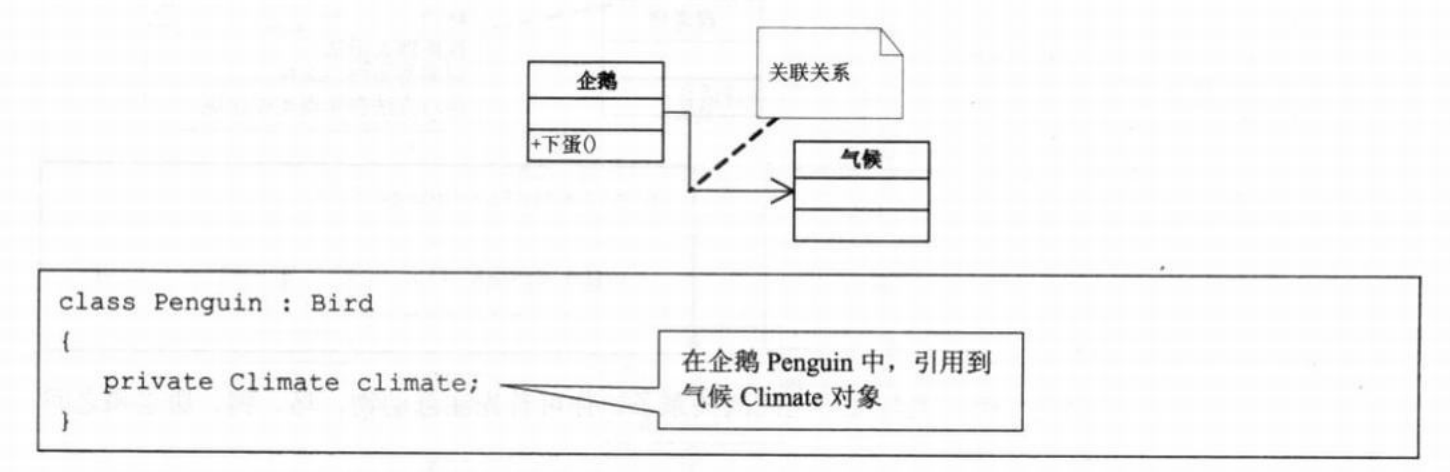 企鹅
+下蛋()
关联关系
气候
class Penguin : Bird
{
private Climate climate;
}
在企鹅 Penguin 中，引用到
气候 Climate 对象